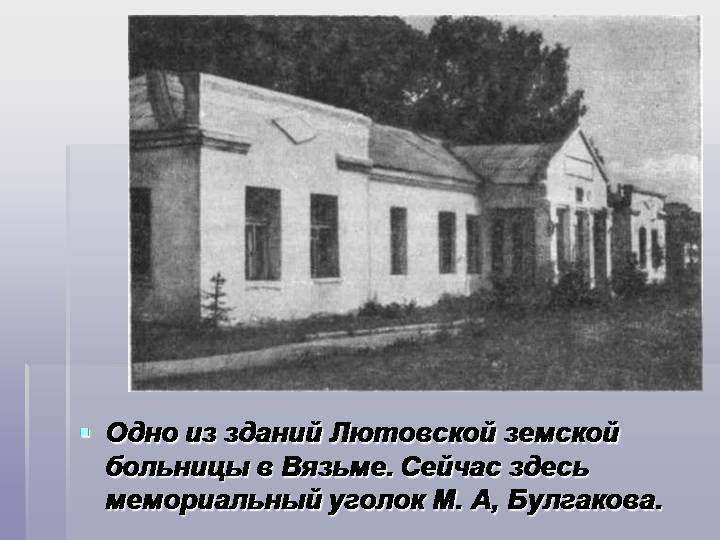 Одно из зданий Лютовской земской
больницы в Вязьме. Сейчас здесь
мемориальный уголок М. А, Булгакова.